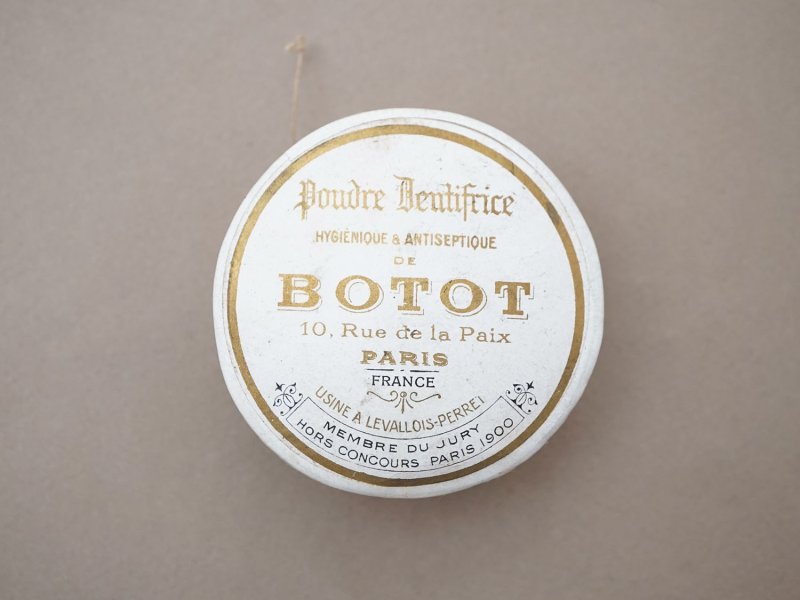 Poudre Dentifrice
HYGIÈNIQUE & ANTISEPTIQUE
DE
BOTOT
10, Rue de la Paix
PARIS
FRANCE
USINE A LEVALLOIS-PERRET
MEMBRE DU JURY
HORS CONCOURS PARIS 1900